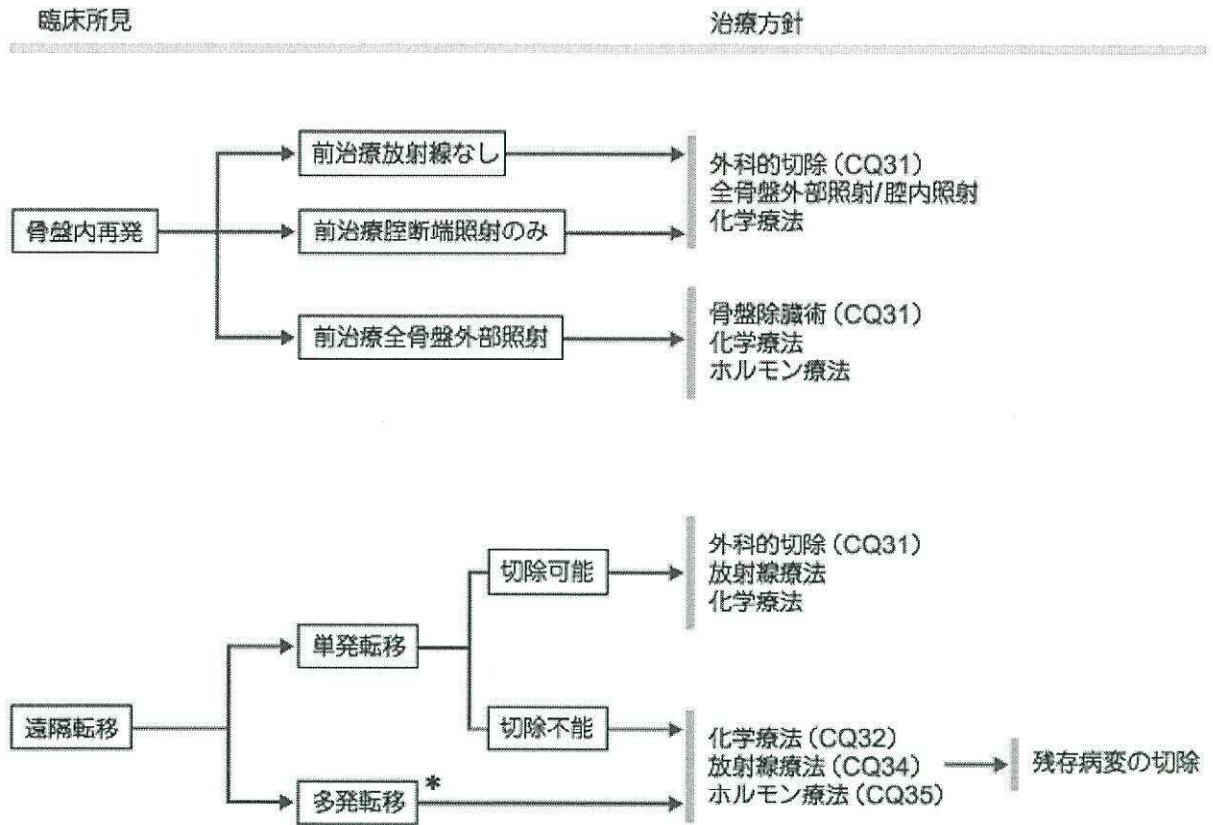 臨床所見
治療方針
前治療放射線なし
外科的切除（CQ31）
全骨盤外部照射/腔内照射
化学療法
骨盤内再発
前治療腟断端照射のみ
前治療全骨盤外部照射
骨盤除臓術（CQ31）
化学療法
ホルモン療法
切除可能
外科的切除（CQ31）
放射線療法
化学療法
単発転移
遠隔転移
切除不能
化学療法（CQ32）
放射線療法（CQ34）
ホルモン療法（CQ35）
残存病変の切除
多発転移 *